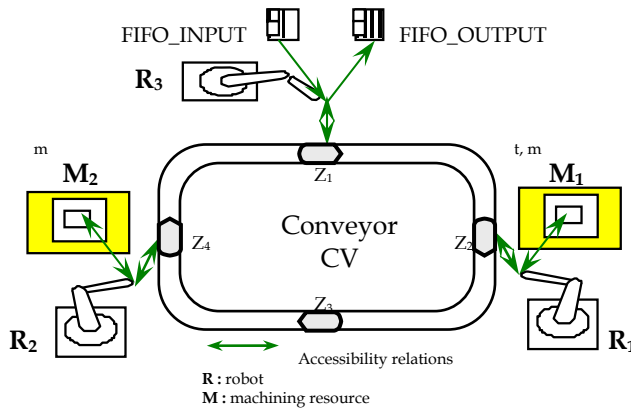 FIFO_INPUT
FIFO_OUTPUT
R3
m
M2
t, m
M1
Z1
Conveyor
CV
Z4
Z2
Z3
R2
R1
Accessibility relations
R : robot
M : machining resource